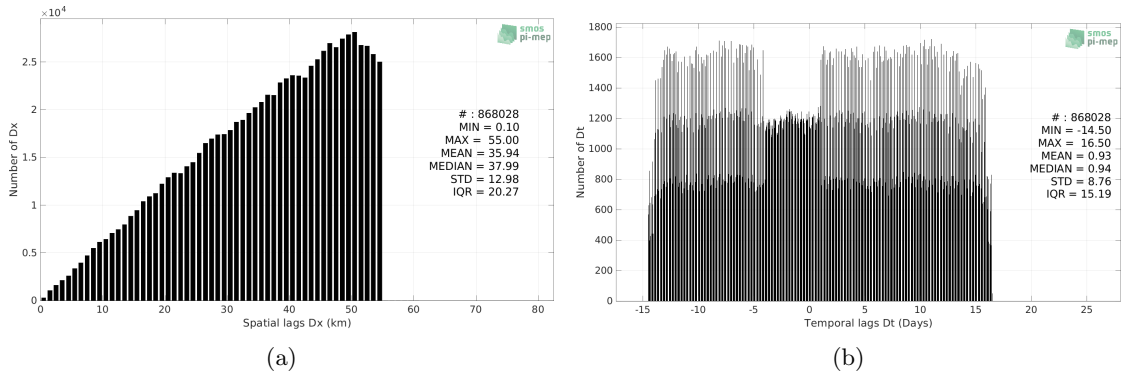 ×10⁴
2.5
2
1.5
1
0.5
0
Number of Dx
0 10 20 30 40 50 60 70 80
Spatial lags Dx (km)
smos
pi-mep
# : 868028
MIN = 0.10
MAX = 55.00
MEAN = 35.94
MEDIAN = 37.99
STD = 12.98
IQR = 20.27
(a)
1800
1600
1400
1200
1000
800
600
400
200
0
Number of Dt
-15 -10 -5 0 5 10 15 20 25
Temporal lags Dt (Days)
smos
pi-mep
# : 868028
MIN = -14.50
MAX = 16.50
MEAN = 0.93
MEDIAN = 0.94
STD = 8.76
IQR = 15.19
(b)